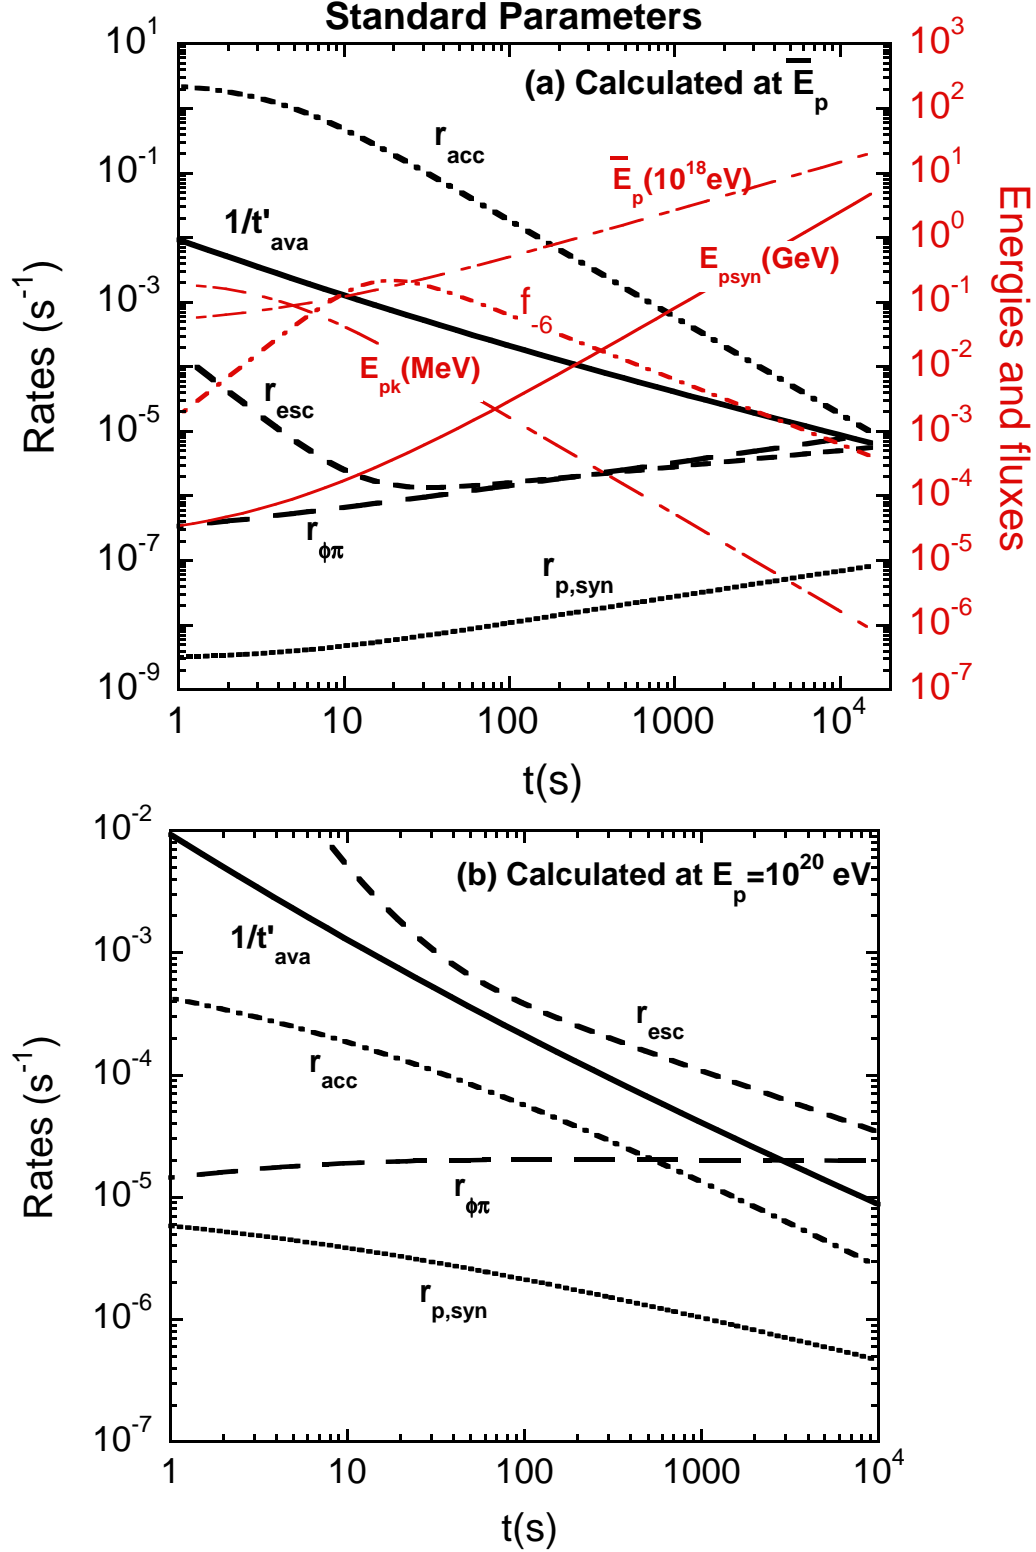 Standard Parameters
(a) Calculated at E̅p
10^1
10^-1
10^-3
10^-5
10^-7
10^-9
Rates (s^-1)
10^3
10^2
10^1
10^0
10^-1
10^-2
10^-3
10^-4
10^-5
10^-6
10^-7
Energies and fluxes
r_acc
E̅_p(10^18eV)
1/t'_ava
E_psyn(GeV)
f_-6
E_pk(MeV)
r_esc
r_ϕπ
r_p,syn
1 10 100 1000 10^4
t(s)
10^-2
10^-3
10^-4
10^-5
10^-6
10^-7
Rates (s^-1)
(b) Calculated at E_p=10^20 eV
1/t'_ava
r_esc
r_acc
r_ϕπ
r_p,syn
1 10 100 1000 10^4
t(s)